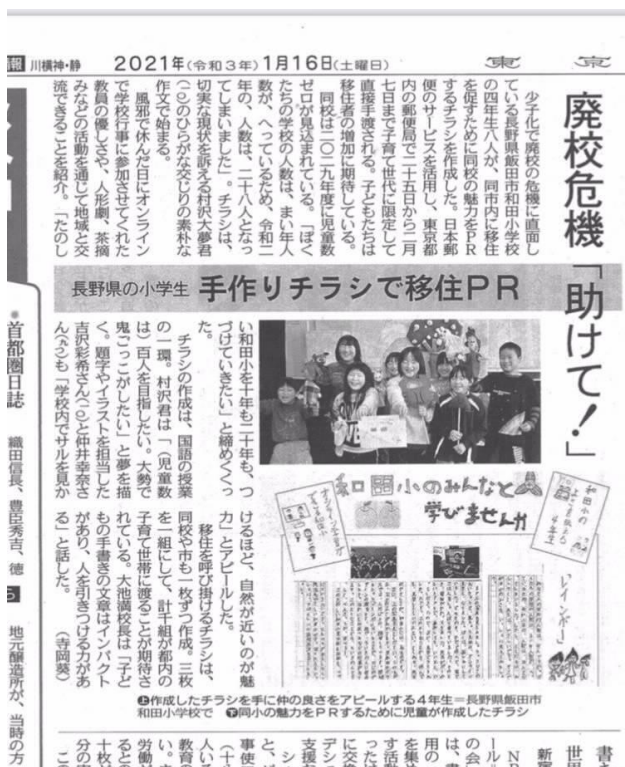 報 川横神・静 2021年(令和3年)1月16日(土曜日) 東 京
廃校危機「助けて!」
長野県の小学生 手作りチラシで移住PR
少子化で廃校の危機に直面し
ている長野県飯田市和田小学校
の四年生八人が、同市内に移住
を促すために同校の魅力をPR
するチラシを作成した。日本郵
便のサービスを活用し、東京都
内の郵便局で二十五日から二月
七日まで子育て世代に限定して
直接手渡される。子どもたちは
移住者の増加に期待している。
同校は二〇二九年度に児童数
ゼロが見込まれている。「ぼく
たちの学校の人数は、まい年人
数が、へっているため、令和二
年の、人数は、二十八人となっ
てしまいました」。チラシは、
切実な現状を訴える村沢大夢君
(一〇)のひらがな交じりの素朴な
作文で始まる。
風邪で休んだ日にオンライン
で学校行事に参加させてくれた
教員の優しさや、人形劇、茶摘
みなどの活動を通じて地域と交
流できることを紹介。「たのし
い和田小を十年も二十年も、つ
づけていきたい」と締めくくっ
た。
チラシの作成は、国語の授業
の一環。村沢君は「(児童数
は)百人を目指したい。大勢で
鬼ごっこがしたい」と夢を描
く。題字やイラストを担当した
吉沢彩希さん(一〇)と仲井幸奈さ
ん(一〇)も「学校内でサルを見か
けるほど、自然が近いのが魅
力」とアピールした。
移住を呼び掛けるチラシは、
同校や市も一枚ずつ作成。三枚
を一組にして、計千組が都内の
子育て世帯に渡ることが期待さ
れている。大池満校長は「子ど
もの手書きの文章はインパクト
があり、人を引きつける力があ
る」と話した。 (寺岡葵)
和田小のみんなと
学びませんか
和田小の
よさを伝える
4年生
レインボー
上作成したチラシを手に仲の良さをアピールする4年生=長野県飯田市
和田小学校で 下同小の魅力をPRするために児童が作成したチラシ
首都圏日誌
織田信長、豊臣秀吉、徳
地元醸造所が、当時の方